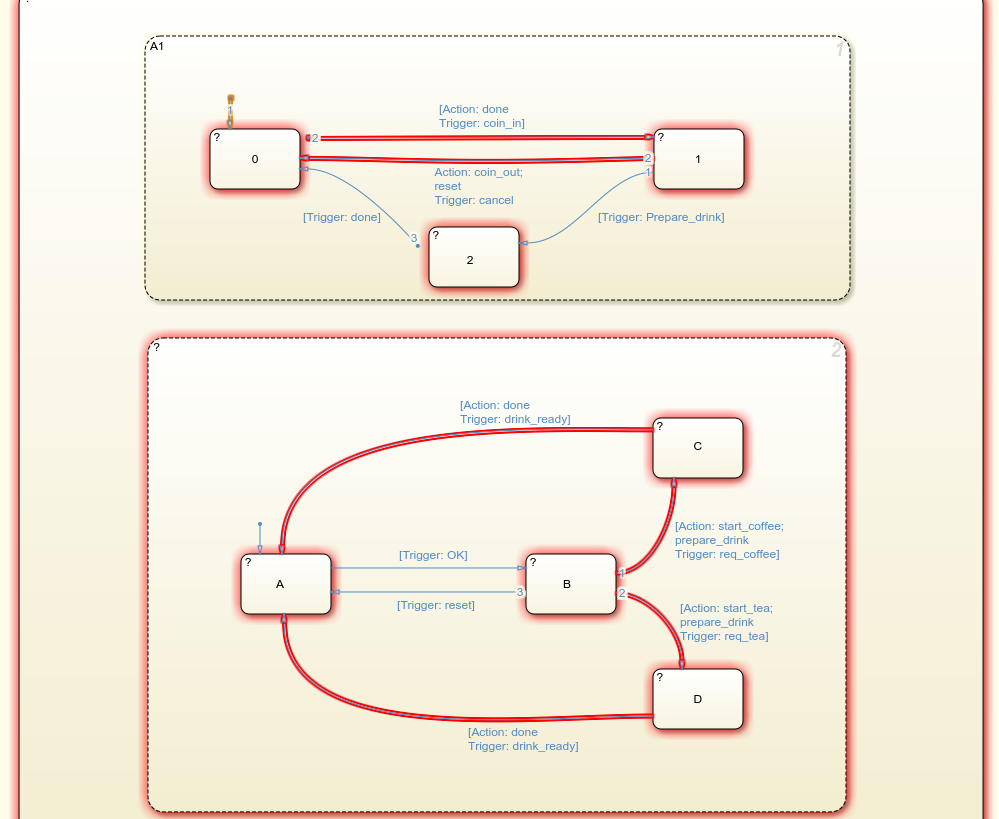 A1
1
1
[Action: done
Trigger: coin_in]
?
0
2
?
1
2
1
Action: coin_out;
reset
Trigger: cancel
[Trigger: done]
3
?
2
[Trigger: Prepare_drink]
?
2
[Action: done
Trigger: drink_ready]
?
C
[Action: start_coffee;
prepare_drink
Trigger: req_coffee]
?
A
[Trigger: OK]
?
B
1
2
3
[Trigger: reset]
[Action: start_tea;
prepare_drink
Trigger: req_tea]
?
D
[Action: done
Trigger: drink_ready]